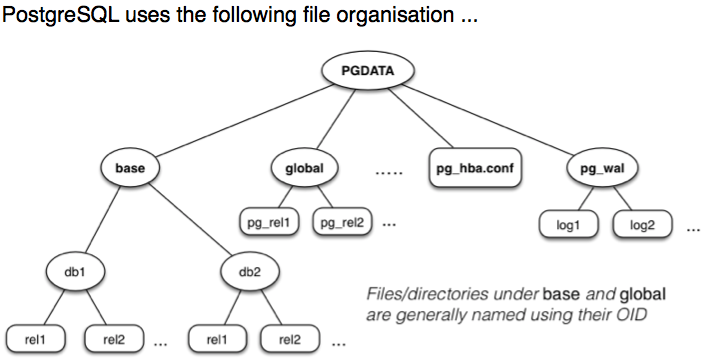 PostgreSQL uses the following file organisation ...
PGDATA
base
global
.....
pg_hba.conf
pg_wal
pg_rel1
pg_rel2
...
log1
log2
...
db1
db2
Files/directories under base and global
are generally named using their OID
rel1
rel2
...
rel1
rel2
...